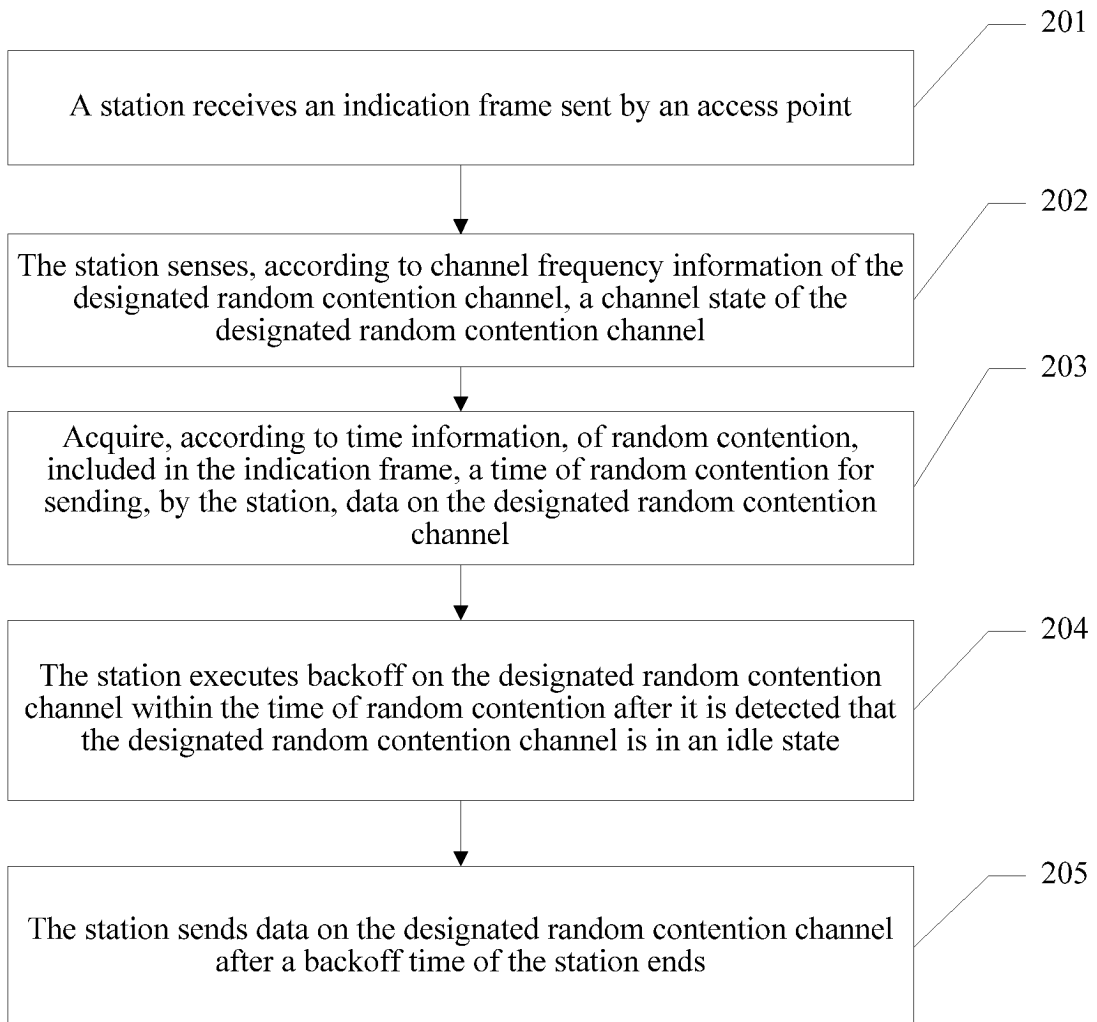 201
A station receives an indication frame sent by an access point
202
The station senses, according to channel frequency information of the
designated random contention channel, a channel state of the
designated random contention channel
203
Acquire, according to time information, of random contention,
included in the indication frame, a time of random contention for
sending, by the station, data on the designated random contention
channel
204
The station executes backoff on the designated random contention
channel within the time of random contention after it is detected that
the designated random contention channel is in an idle state
205
The station sends data on the designated random contention channel
after a backoff time of the station ends